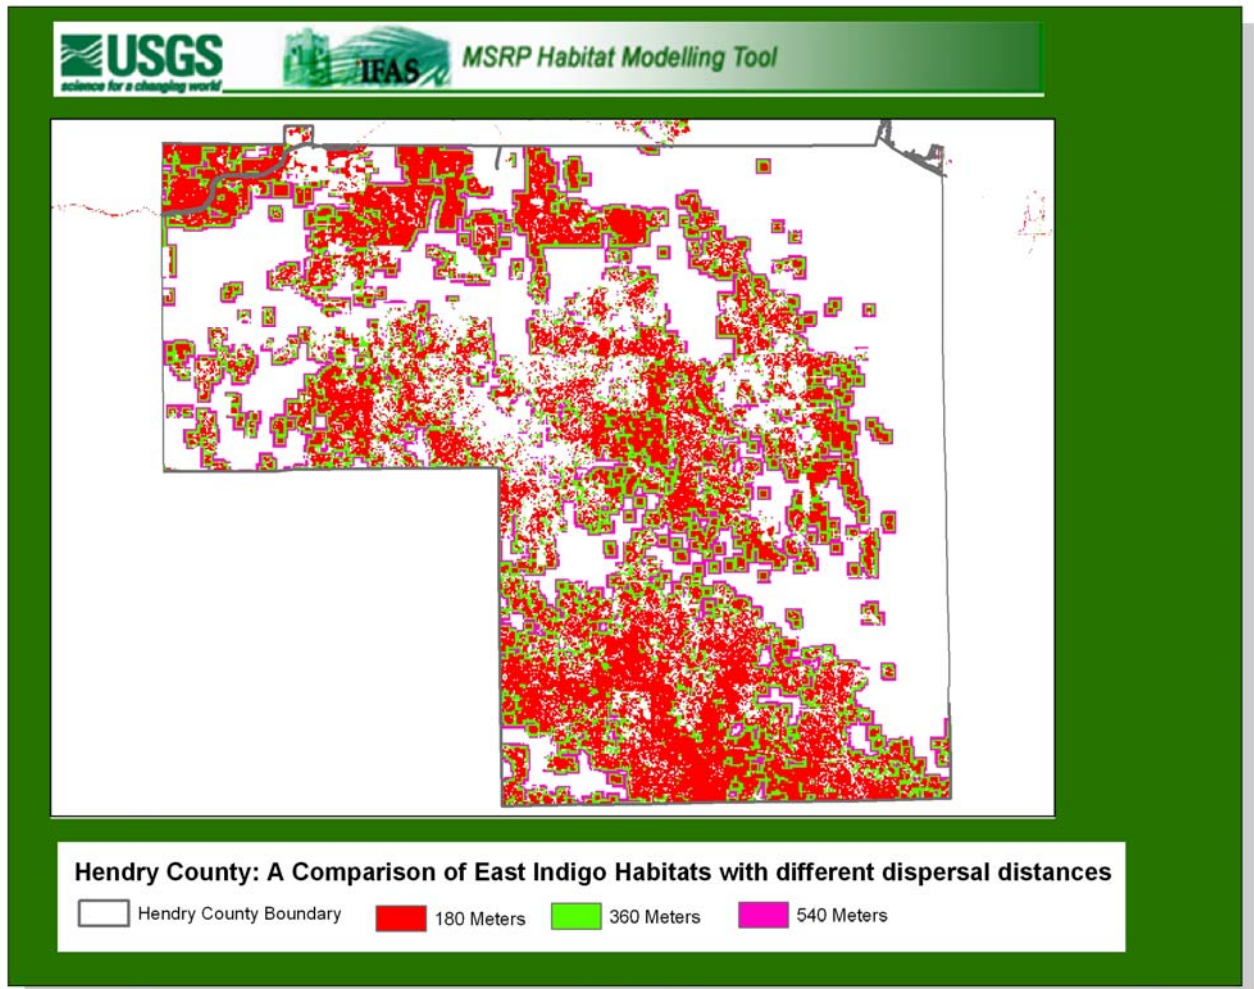 USGS
science for a changing world
IFAS
MSRP Habitat Modelling Tool
Hendry County: A Comparison of East Indigo Habitats with different dispersal distances
Hendry County Boundary
180 Meters
360 Meters
540 Meters